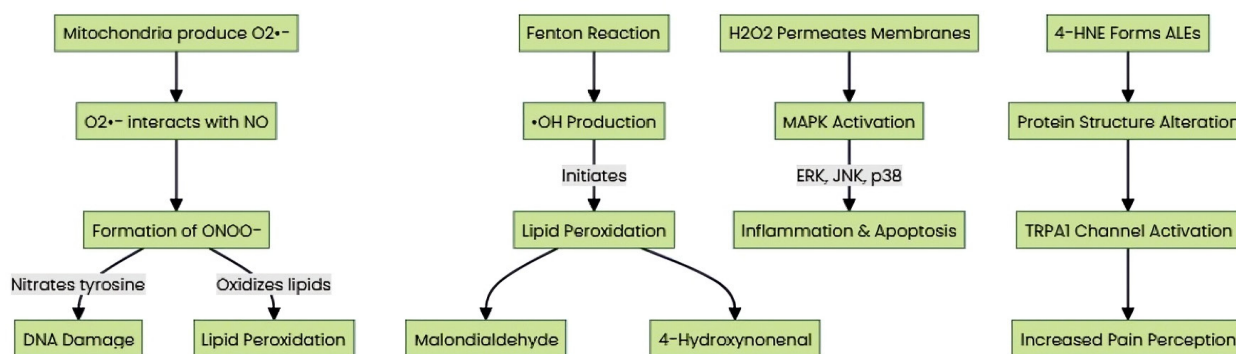 Mitochondria produce O2•-
O2•- interacts with NO
Formation of ONOO-
Nitrates tyrosine
Oxidizes lipids
DNA Damage
Lipid Peroxidation
Fenton Reaction
•OH Production
Initiates
Lipid Peroxidation
Malondialdehyde
4-Hydroxynonenal
H2O2 Permeates Membranes
MAPK Activation
ERK, JNK, p38
Inflammation & Apoptosis
4-HNE Forms ALEs
Protein Structure Alteration
TRPA1 Channel Activation
Increased Pain Perception